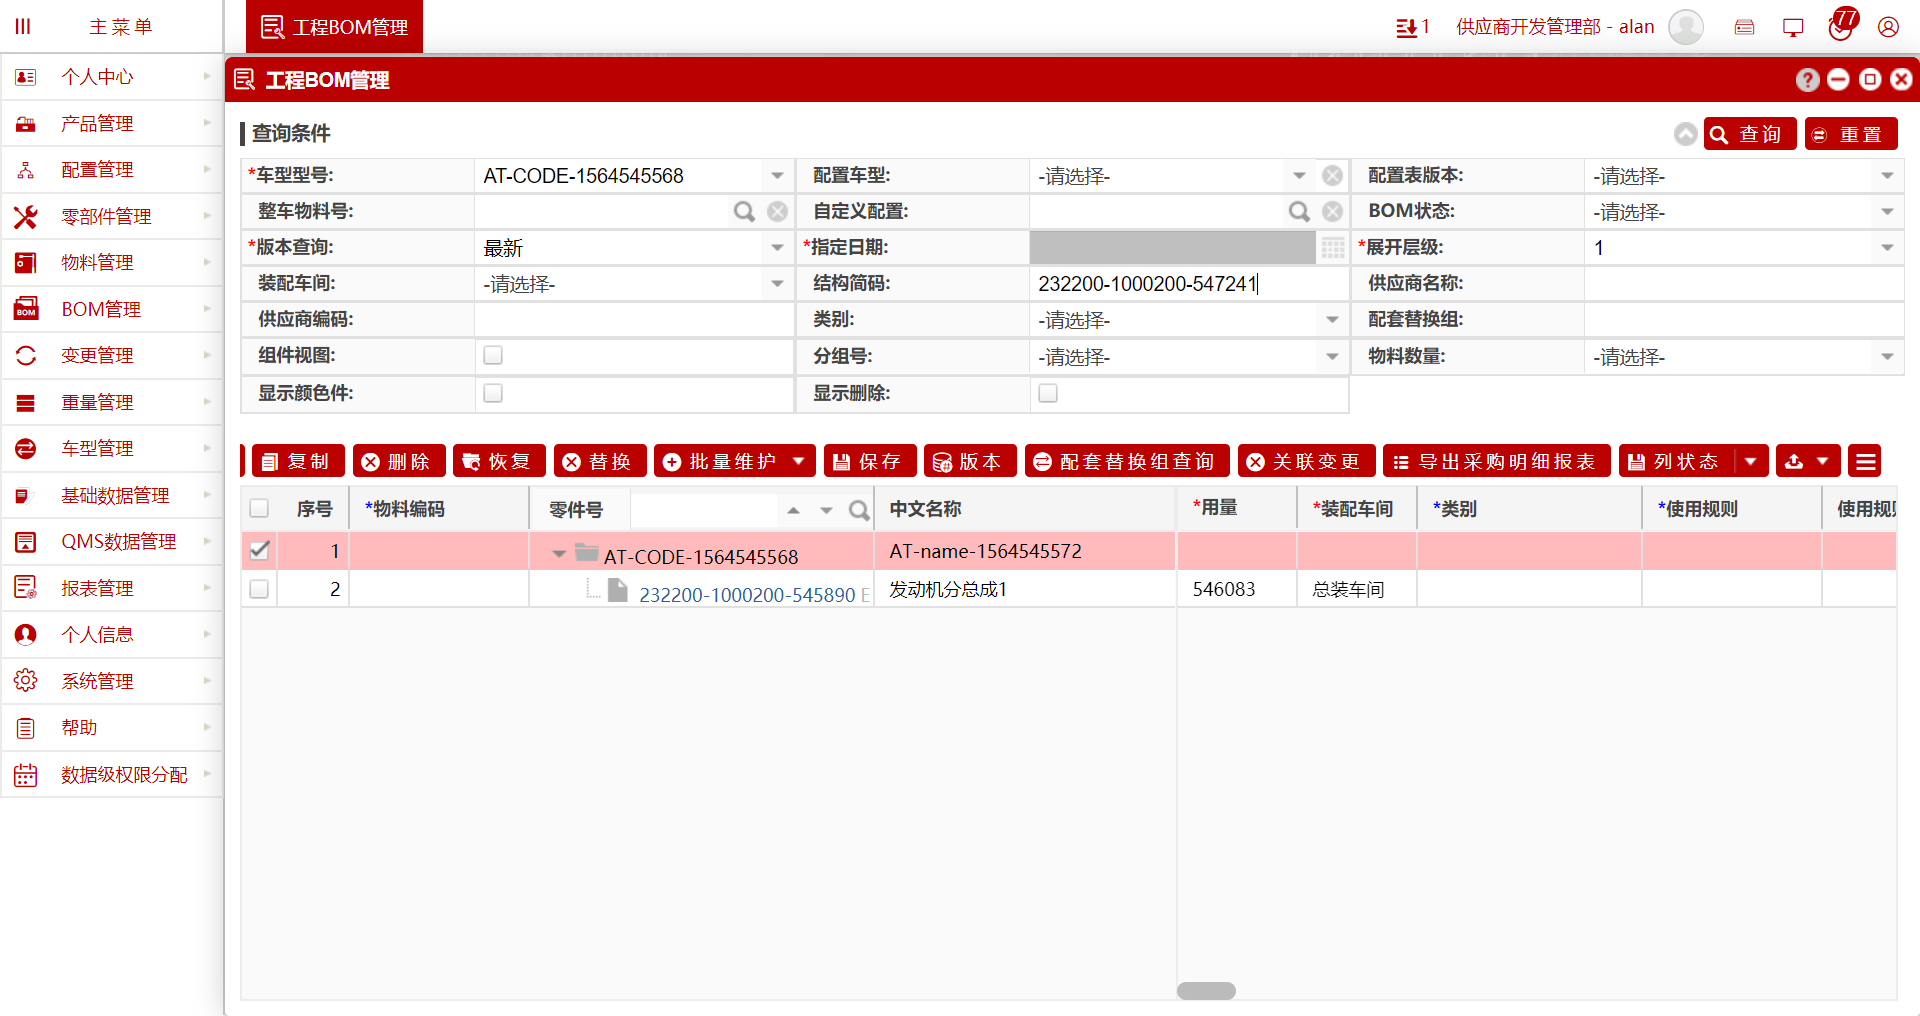 主菜单
工程BOM管理
1
供应商开发管理部 - alan
77
个人中心
产品管理
配置管理
零部件管理
物料管理
BOM
BOM管理
变更管理
重量管理
车型管理
基础数据管理
QMS数据管理
报表管理
个人信息
系统管理
帮助
数据级权限分配
工程BOM管理
查询条件
查询
重置
*车型型号: AT-CODE-1564545568 配置车型: -请选择- 配置表版本: -请选择-
整车物料号: 自定义配置: BOM状态: -请选择-
*版本查询: 最新 *指定日期: *展开层级: 1
装配车间: -请选择- 结构简码: 232200-1000200-547241 供应商名称:
供应商编码: 类别: -请选择- 配套替换组:
组件视图: 分组号: -请选择- 物料数量: -请选择-
显示颜色件: 显示删除:
复制 删除 恢复 替换 批量维护 保存 版本 配套替换组查询 关联变更 导出采购明细报表 列状态
序号 *物料编码 零件号 中文名称 *用量 *装配车间 *类别 *使用规则 使用规
1 AT-CODE-1564545568 AT-name-1564545572
2 232200-1000200-545890 E 发动机分总成1 546083 总装车间